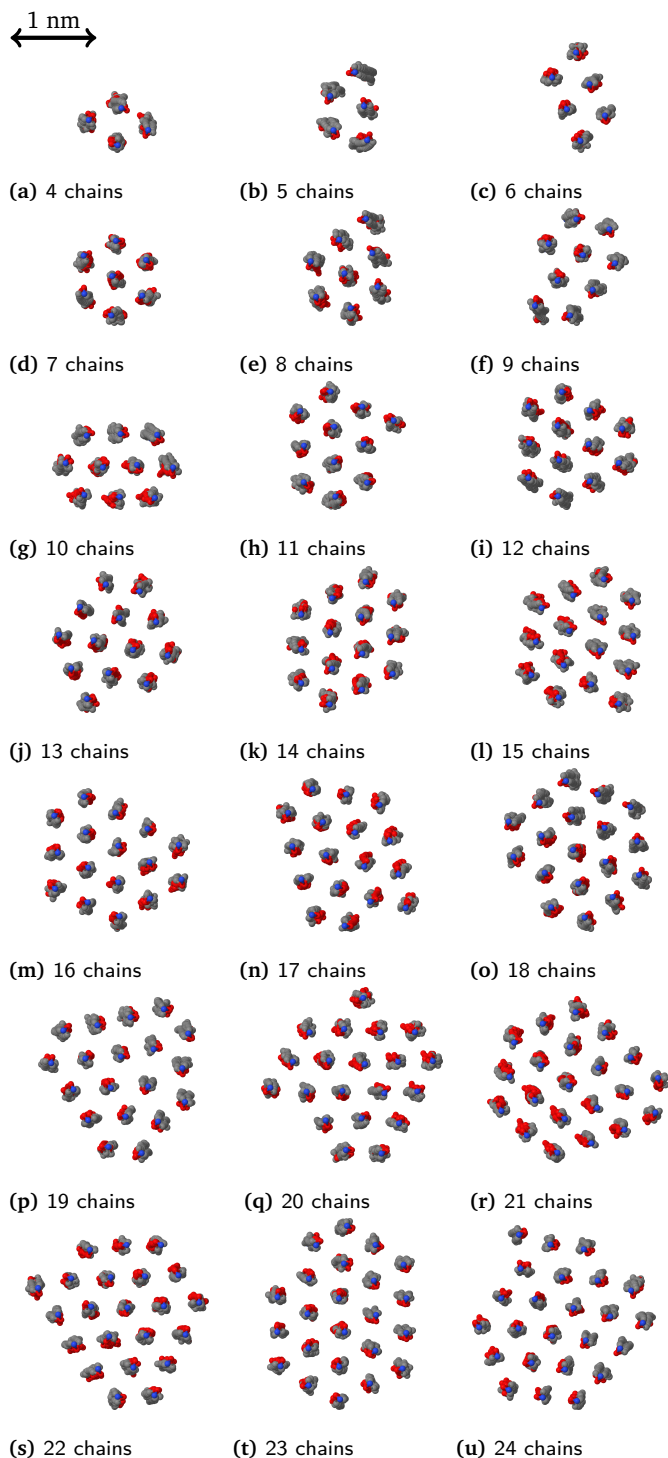 1 nm
(a) 4 chains
(b) 5 chains
(c) 6 chains
(d) 7 chains
(e) 8 chains
(f) 9 chains
(g) 10 chains
(h) 11 chains
(i) 12 chains
(j) 13 chains
(k) 14 chains
(l) 15 chains
(m) 16 chains
(n) 17 chains
(o) 18 chains
(p) 19 chains
(q) 20 chains
(r) 21 chains
(s) 22 chains
(t) 23 chains
(u) 24 chains